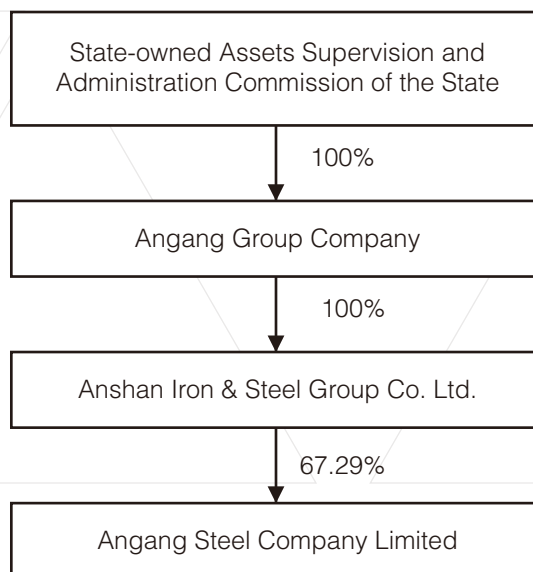 State-owned Assets Supervision and
Administration Commission of the State
100%
Angang Group Company
100%
Anshan Iron & Steel Group Co. Ltd.
67.29%
Angang Steel Company Limited